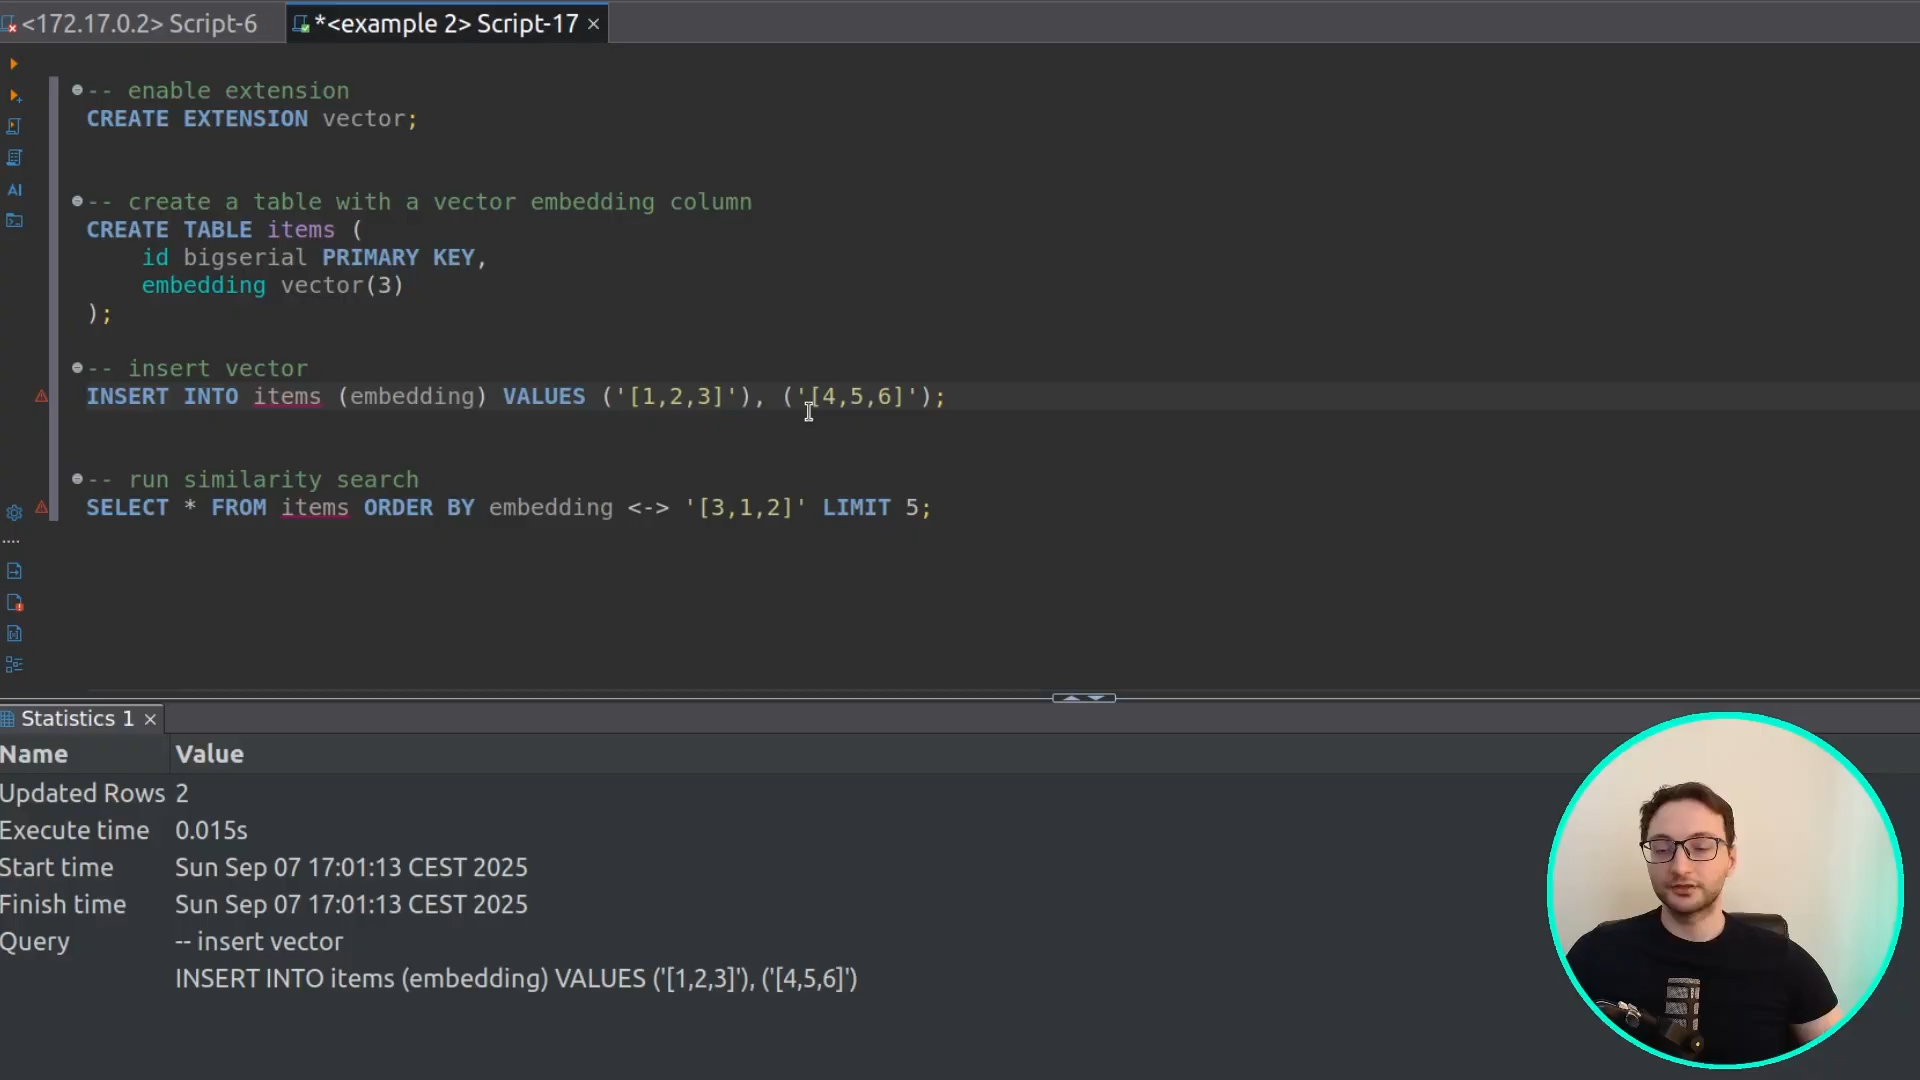 <172.17.0.2> Script-6
*<example 2> Script-17
-- enable extension
CREATE EXTENSION vector;
-- create a table with a vector embedding column
CREATE TABLE items (
id bigserial PRIMARY KEY,
embedding vector(3)
);
-- insert vector
INSERT INTO items (embedding) VALUES ('[1,2,3]'), ('[4,5,6]');
-- run similarity search
SELECT * FROM items ORDER BY embedding <-> '[3,1,2]' LIMIT 5;
AI
Statistics 1
Name Value
Updated Rows 2
Execute time 0.015s
Start time Sun Sep 07 17:01:13 CEST 2025
Finish time Sun Sep 07 17:01:13 CEST 2025
Query -- insert vector
INSERT INTO items (embedding) VALUES ('[1,2,3]'), ('[4,5,6]')